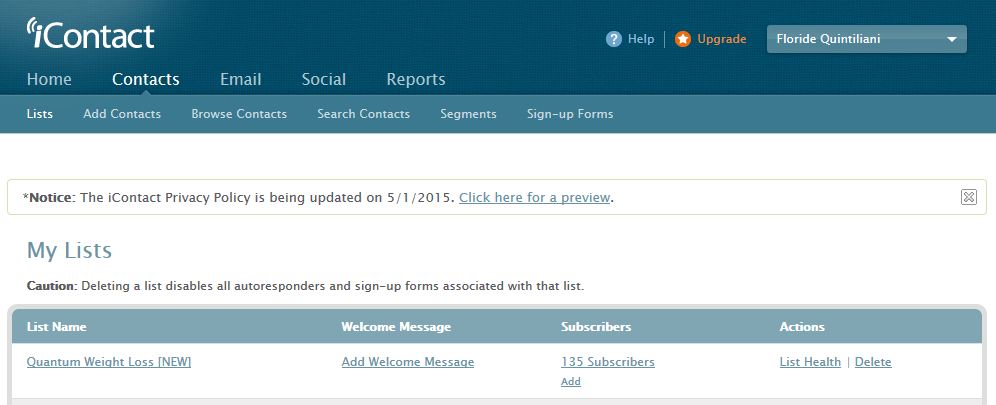 iContact
Help | Upgrade Floride Quintiliani
Home Contacts Email Social Reports
Lists Add Contacts Browse Contacts Search Contacts Segments Sign-up Forms
*Notice: The iContact Privacy Policy is being updated on 5/1/2015. Click here for a preview.
My Lists
Caution: Deleting a list disables all autoresponders and sign-up forms associated with that list.
List Name Welcome Message Subscribers Actions
Quantum Weight Loss [NEW] Add Welcome Message 135 Subscribers List Health | Delete
Add